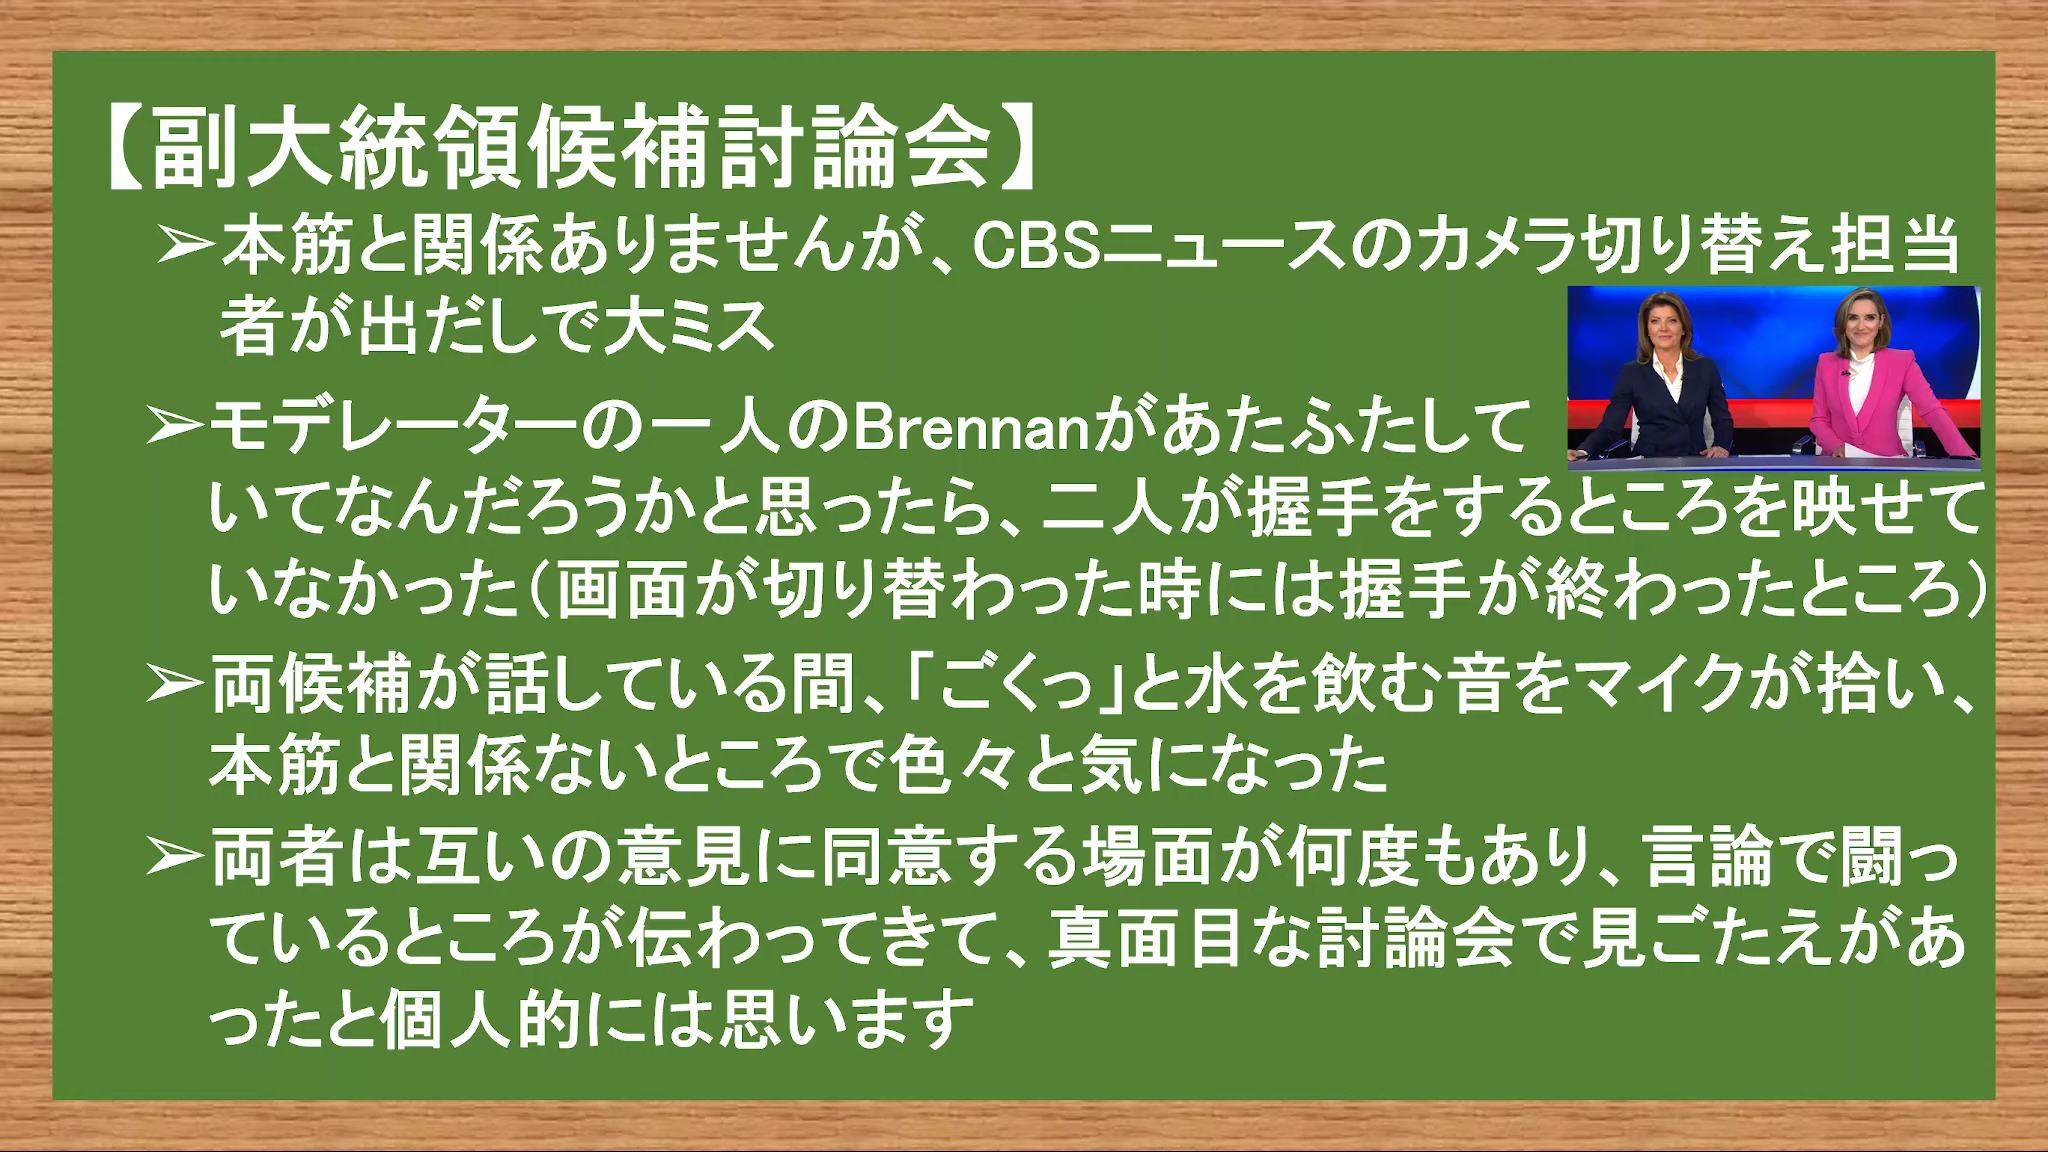 【副大統領候補討論会】
➢本筋と関係ありませんが、CBSニュースのカメラ切り替え担当
者が出だしで大ミス
➢モデレーターの一人のBrennanがあたふたして
いてなんだろうかと思ったら、二人が握手をするところを映せて
いなかった（画面が切り替わった時には握手が終わったところ）
➢両候補が話している間、「ごくっ」と水を飲む音をマイクが拾い、
本筋と関係ないところで色々と気になった
➢両者は互いの意見に同意する場面が何度もあり、言論で闘っ
ているところが伝わってきて、真面目な討論会で見ごたえがあ
ったと個人的には思います